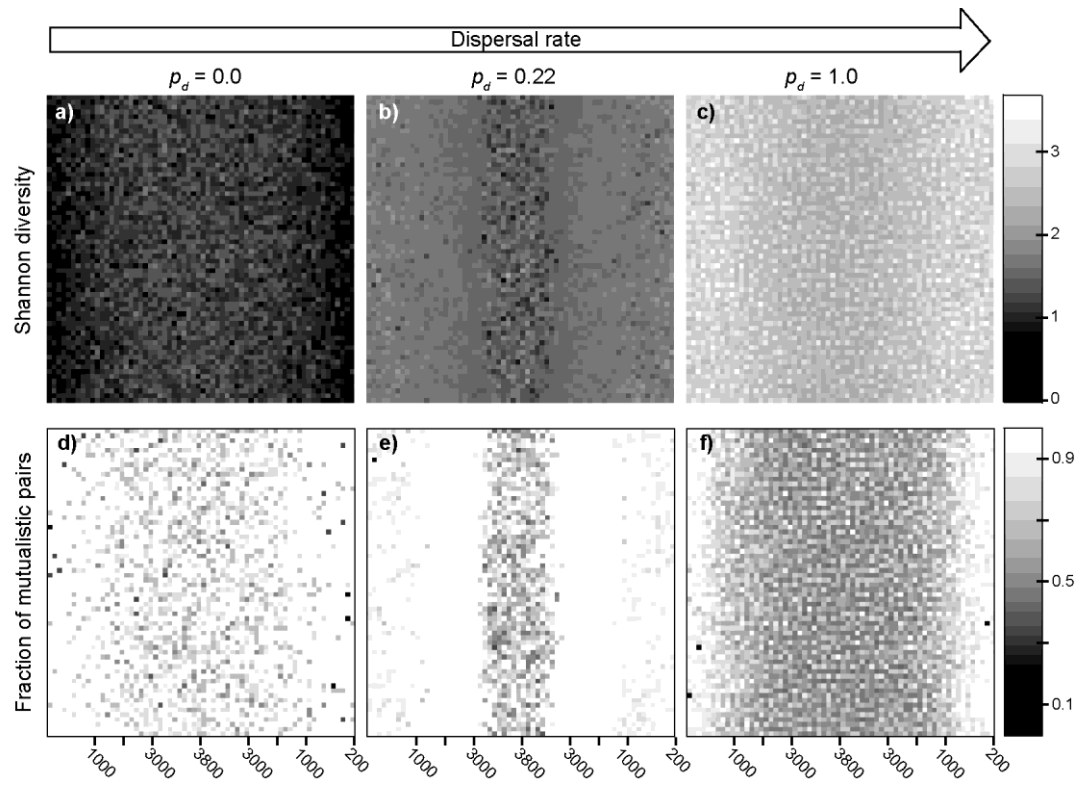 Dispersal rate
p_d = 0.0
p_d = 0.22
p_d = 1.0
a)
b)
c)
Shannon diversity
3
2
1
0
d)
e)
f)
Fraction of mutualistic pairs
0.9
0.5
0.1
1000 3000 3800 3000 1000 200
1000 3000 3800 3000 1000 200
1000 3000 3800 3000 1000 200